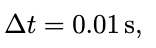 Δt = 0.01 s,